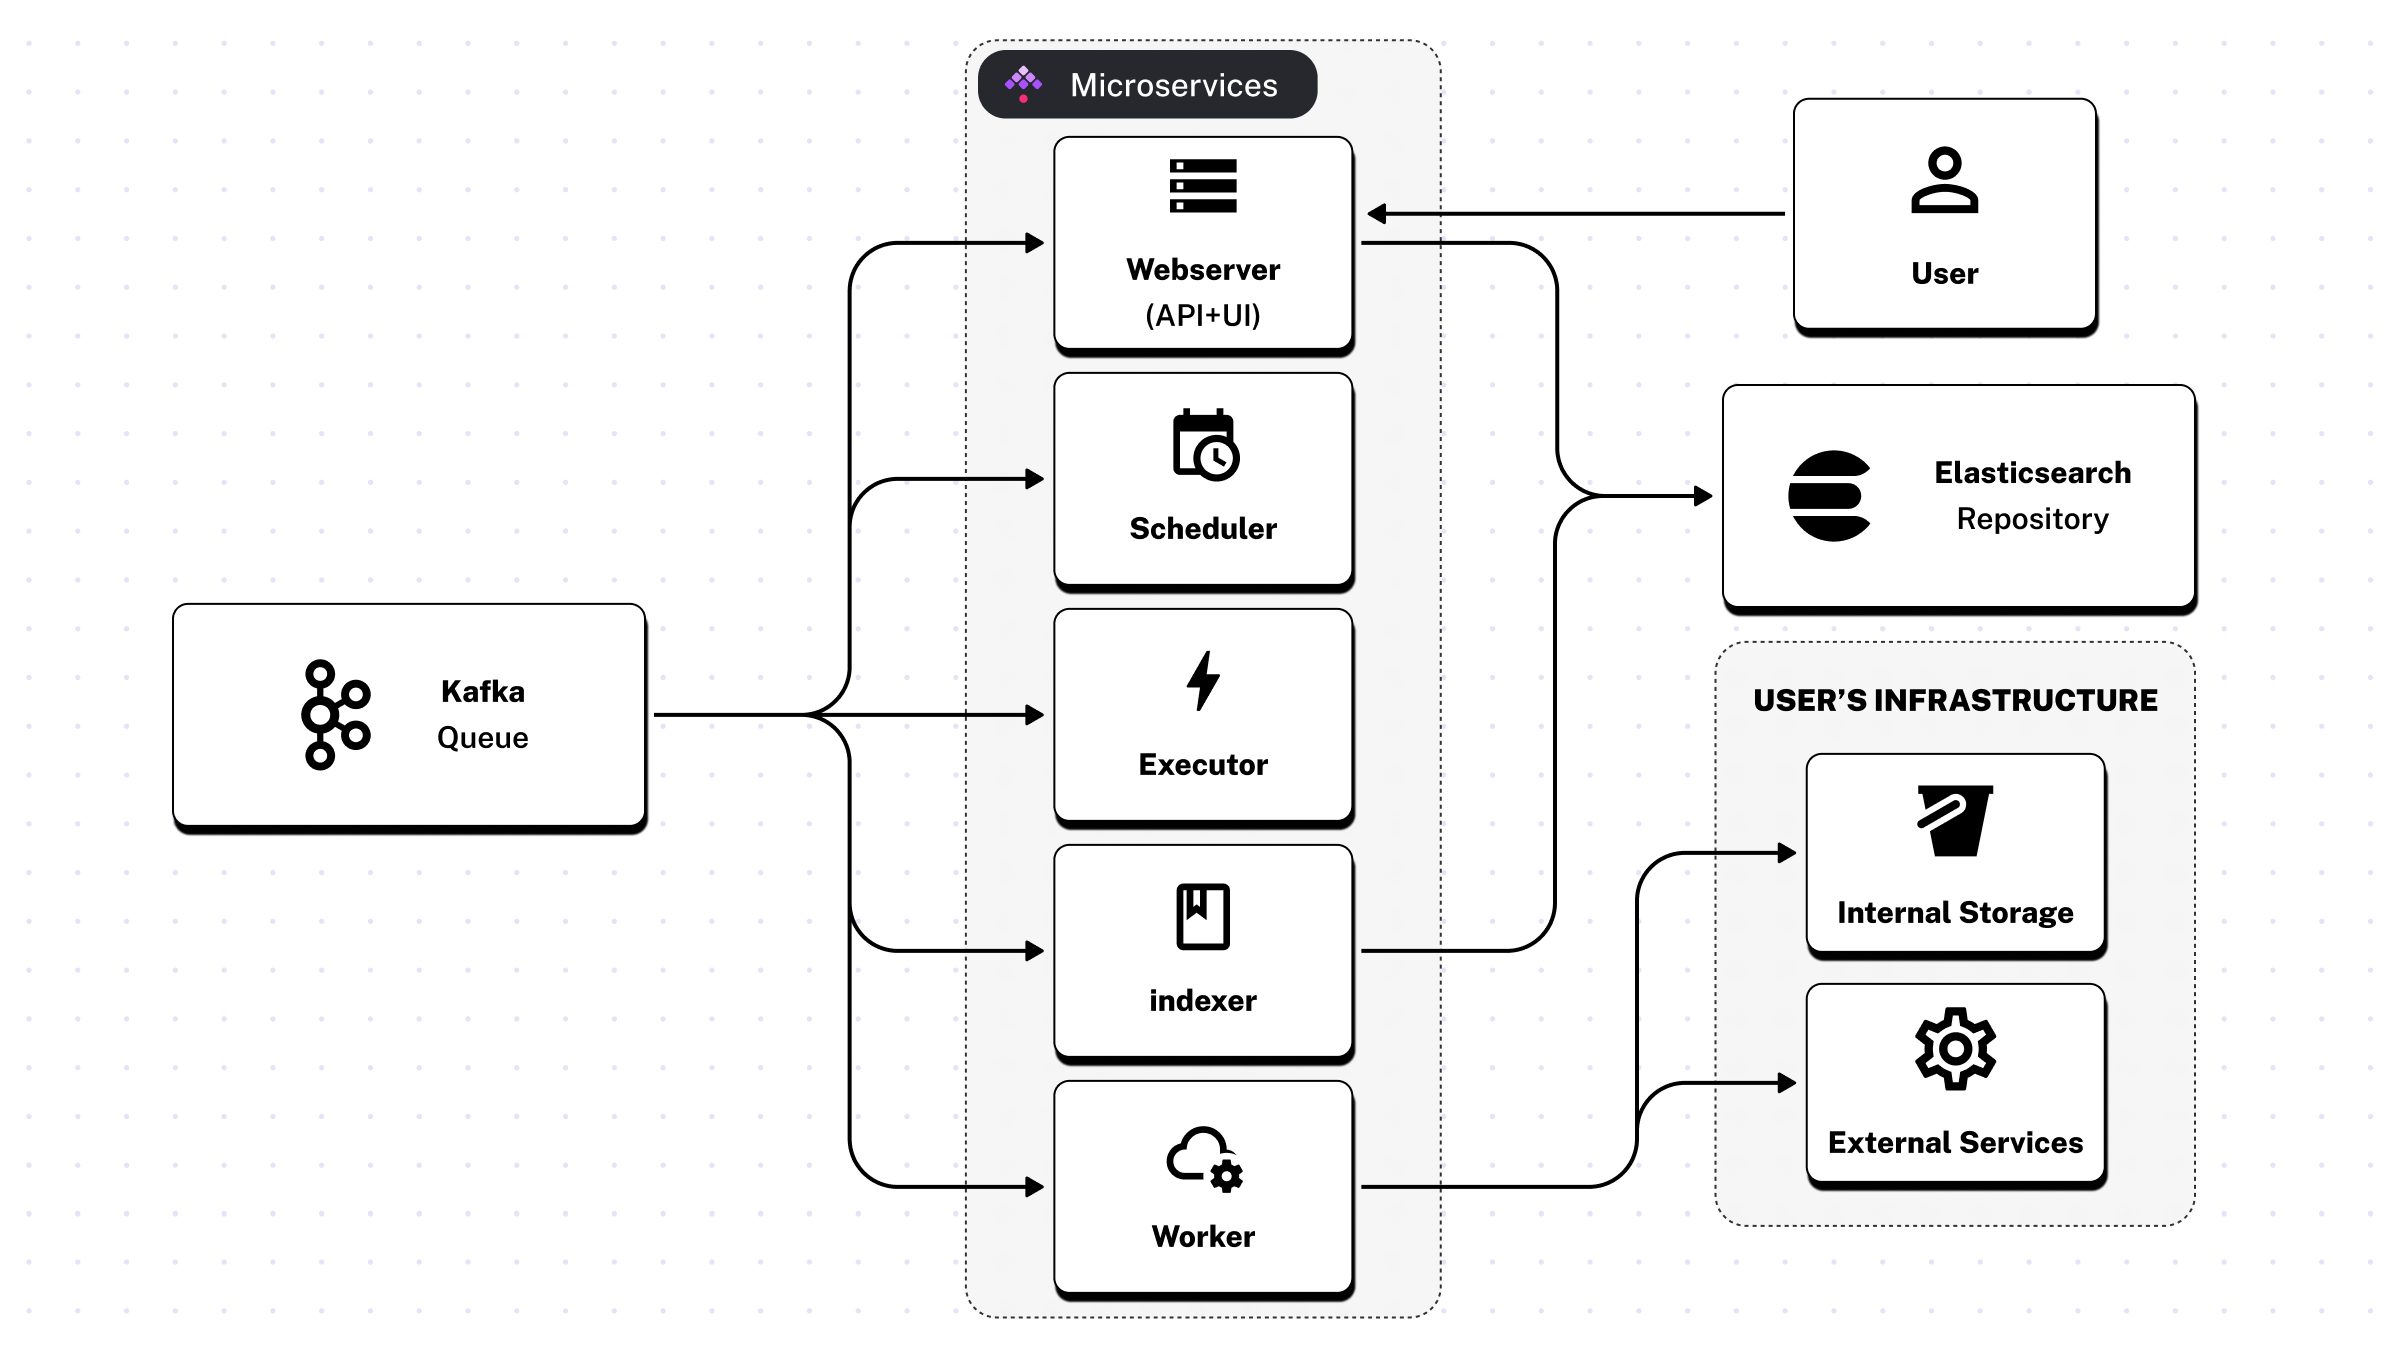 Microservices
Webserver
(API+UI)
User
Scheduler
Elasticsearch
Repository
Kafka
Queue
Executor
USER’S INFRASTRUCTURE
Internal Storage
indexer
External Services
Worker